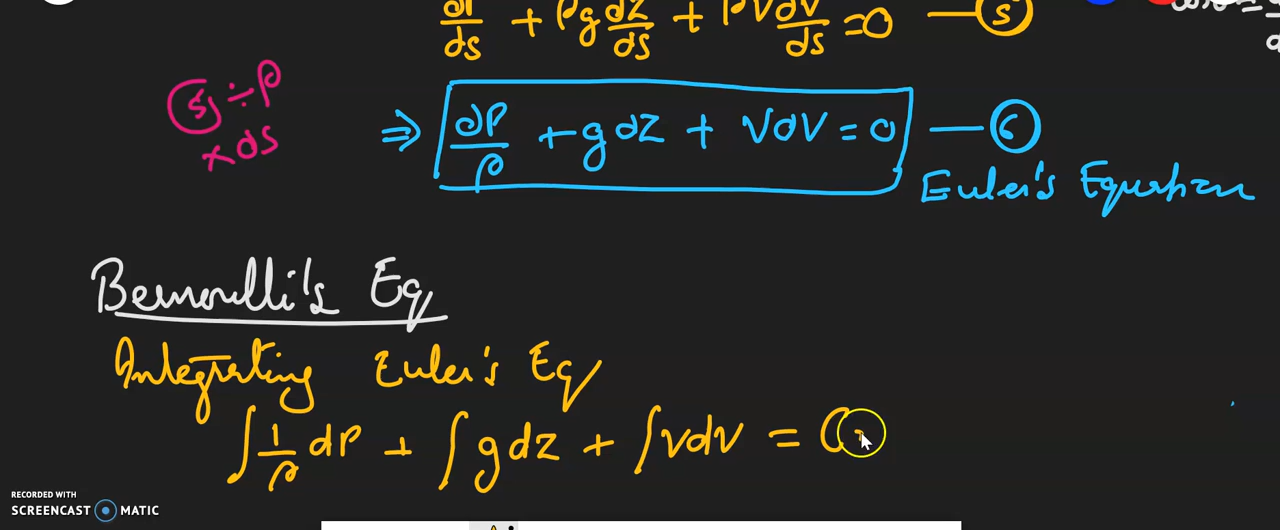 ∂P/ds + ρg dz/ds + ρV dv/ds = 0 — (5)
(5) ÷ ρ
× ds
⇒ ∂P/ρ + g dz + V dV = 0 — (6)
Euler's Equation
Bernoulli's Eq
Integrating Euler's Eq
∫ 1/ρ dP + ∫ g dz + ∫ v dv =
RECORDED WITH
SCREENCAST MATIC